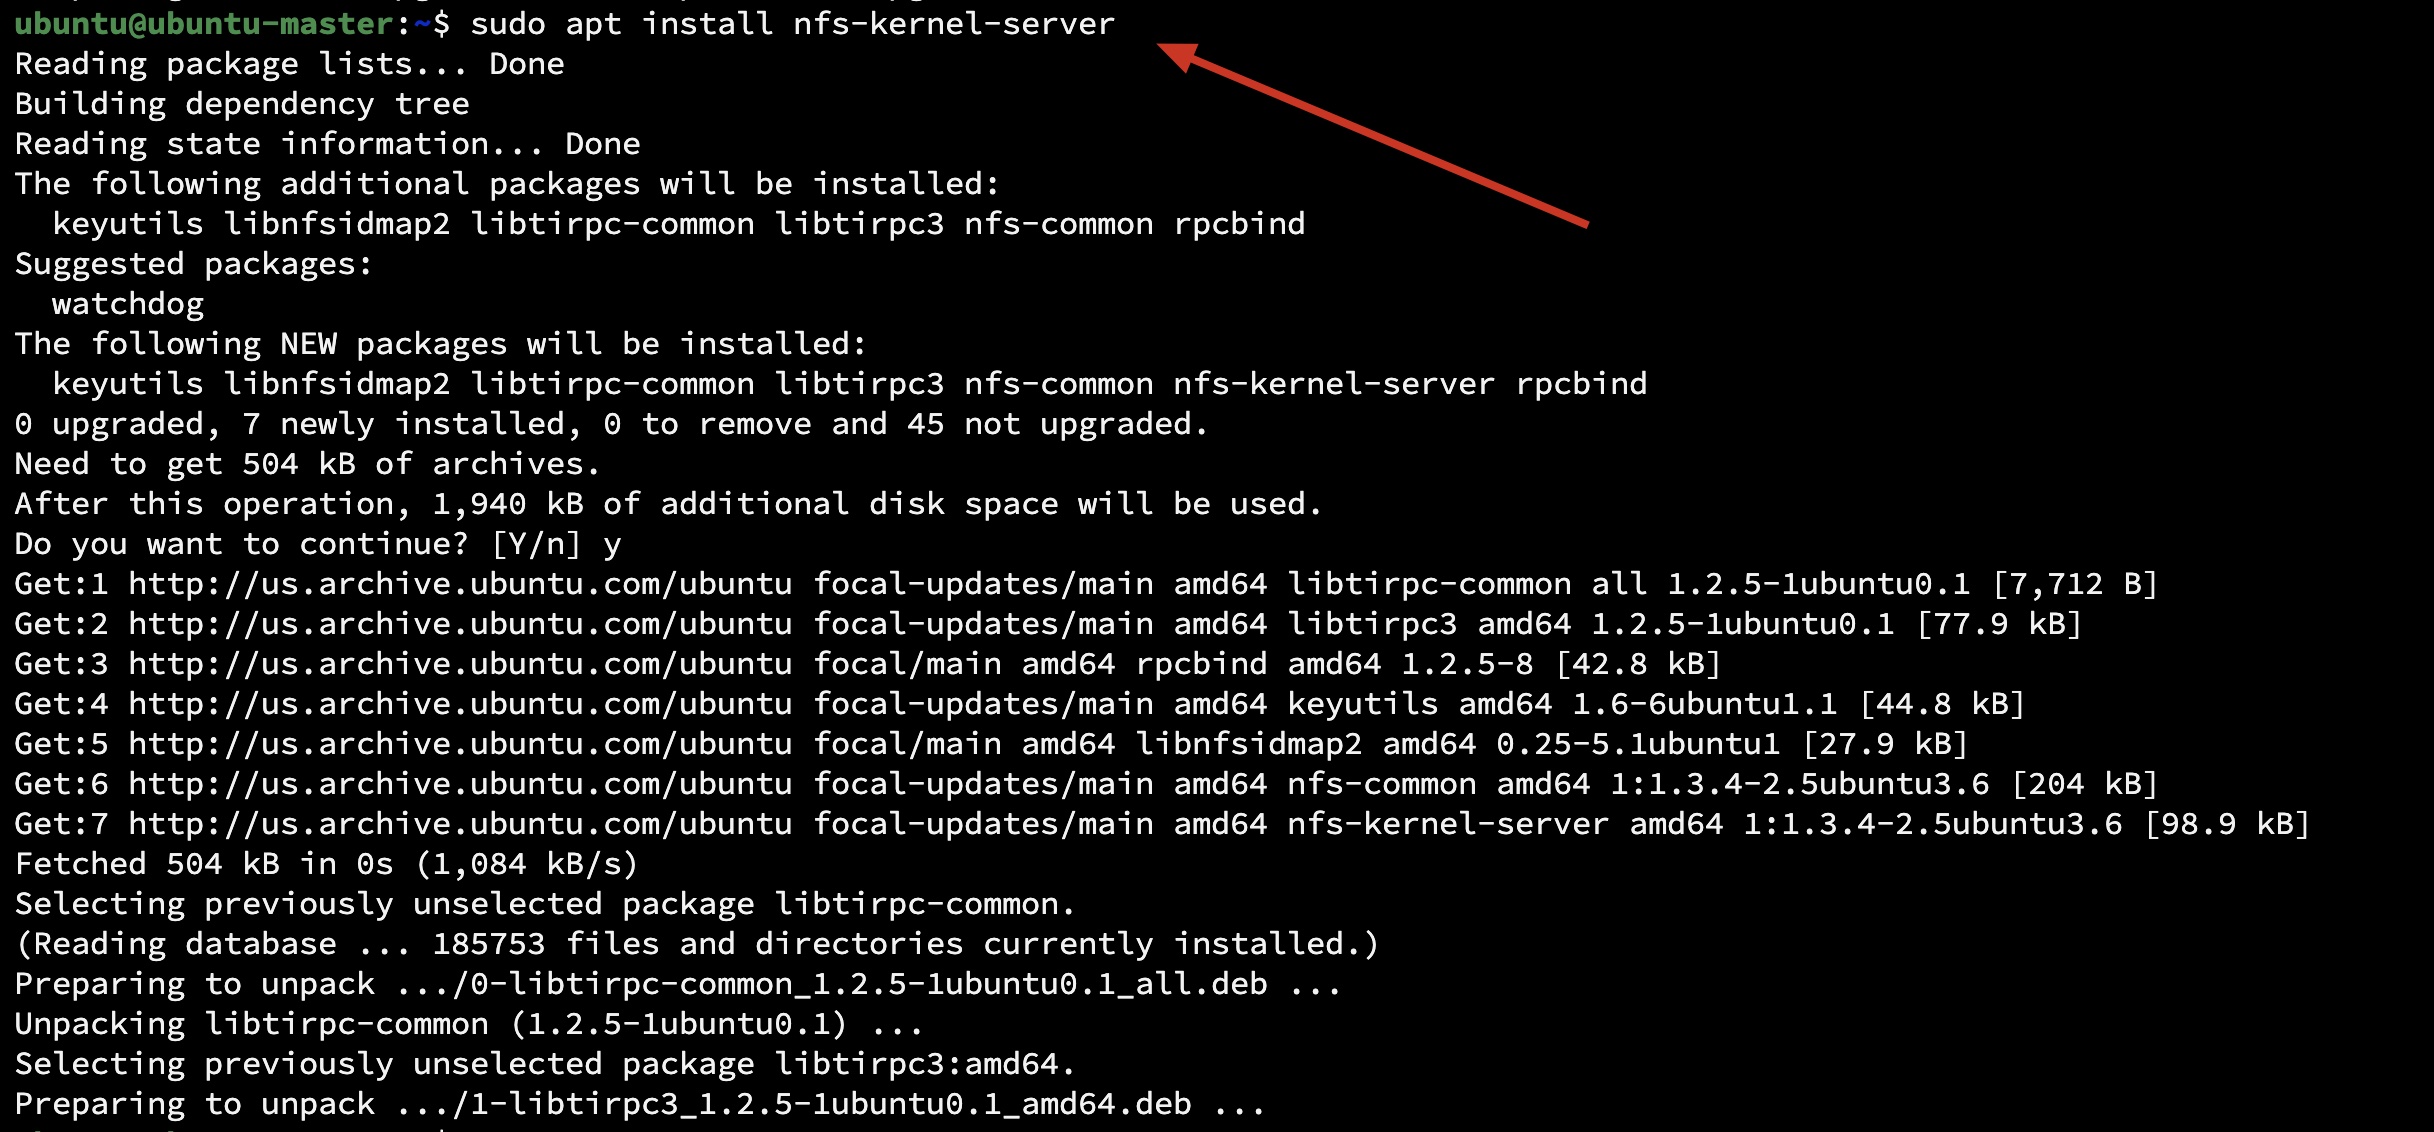 ubuntu@ubuntu-master:~$ sudo apt install nfs-kernel-server
Reading package lists... Done
Building dependency tree
Reading state information... Done
The following additional packages will be installed:
  keyutils libnfsidmap2 libtirpc-common libtirpc3 nfs-common rpcbind
Suggested packages:
  watchdog
The following NEW packages will be installed:
  keyutils libnfsidmap2 libtirpc-common libtirpc3 nfs-common nfs-kernel-server rpcbind
0 upgraded, 7 newly installed, 0 to remove and 45 not upgraded.
Need to get 504 kB of archives.
After this operation, 1,940 kB of additional disk space will be used.
Do you want to continue? [Y/n] y
Get:1 http://us.archive.ubuntu.com/ubuntu focal-updates/main amd64 libtirpc-common all 1.2.5-1ubuntu0.1 [7,712 B]
Get:2 http://us.archive.ubuntu.com/ubuntu focal-updates/main amd64 libtirpc3 amd64 1.2.5-1ubuntu0.1 [77.9 kB]
Get:3 http://us.archive.ubuntu.com/ubuntu focal/main amd64 rpcbind amd64 1.2.5-8 [42.8 kB]
Get:4 http://us.archive.ubuntu.com/ubuntu focal-updates/main amd64 keyutils amd64 1.6-6ubuntu1.1 [44.8 kB]
Get:5 http://us.archive.ubuntu.com/ubuntu focal/main amd64 libnfsidmap2 amd64 0.25-5.1ubuntu1 [27.9 kB]
Get:6 http://us.archive.ubuntu.com/ubuntu focal-updates/main amd64 nfs-common amd64 1:1.3.4-2.5ubuntu3.6 [204 kB]
Get:7 http://us.archive.ubuntu.com/ubuntu focal-updates/main amd64 nfs-kernel-server amd64 1:1.3.4-2.5ubuntu3.6 [98.9 kB]
Fetched 504 kB in 0s (1,084 kB/s)
Selecting previously unselected package libtirpc-common.
(Reading database ... 185753 files and directories currently installed.)
Preparing to unpack .../0-libtirpc-common_1.2.5-1ubuntu0.1_all.deb ...
Unpacking libtirpc-common (1.2.5-1ubuntu0.1) ...
Selecting previously unselected package libtirpc3:amd64.
Preparing to unpack .../1-libtirpc3_1.2.5-1ubuntu0.1_amd64.deb ...